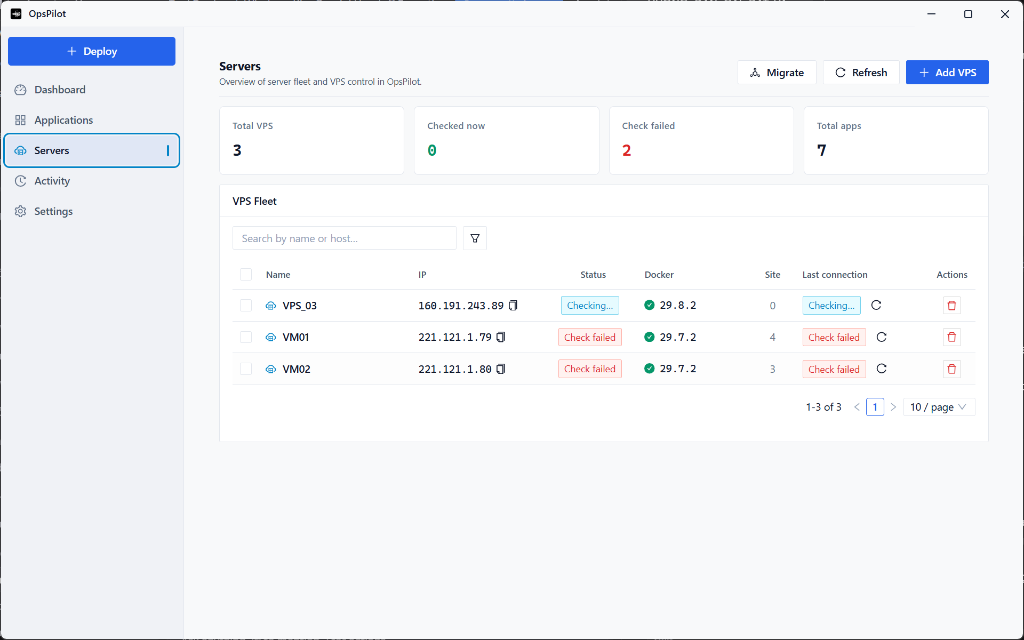 OpsPilot
Deploy
Dashboard
Applications
Servers
Activity
Settings
Servers
Overview of server fleet and VPS control in OpsPilot.
Migrate
Refresh
Add VPS
Total VPS
3
Checked now
0
Check failed
2
Total apps
7
VPS Fleet
Search by name or host...
Name IP Status Docker Site Last connection Actions
VPS_03 160.191.243.89 Checking... 29.8.2 0 Checking...
VM01 221.121.1.79 Check failed 29.7.2 4 Check failed
VM02 221.121.1.80 Check failed 29.7.2 3 Check failed
1-3 of 3 < 1 > 10 / page